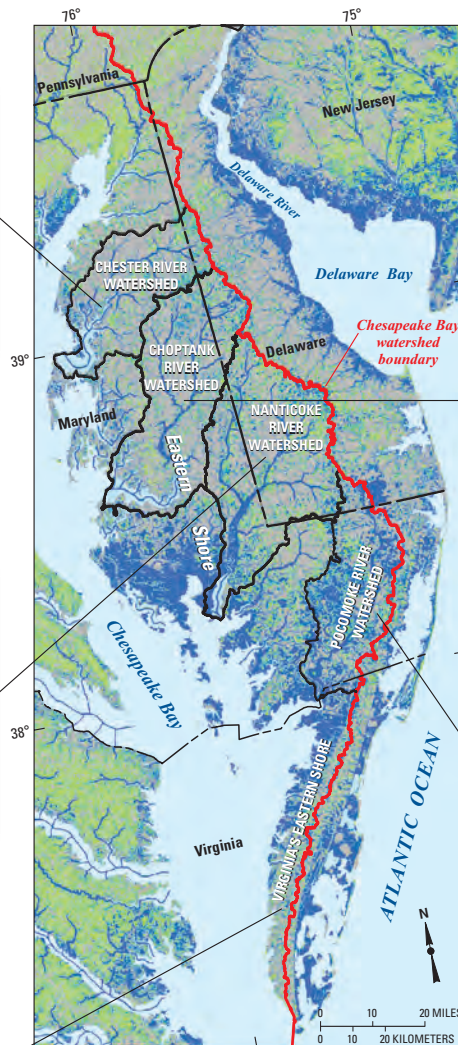 76°
75°
Pennsylvania
New Jersey
Delaware River
Delaware Bay
CHESTER RIVER
WATERSHED
Chesapeake Bay
watershed
boundary
39°
CHOPTANK
RIVER
WATERSHED
Delaware
Maryland
NANTICOKE
RIVER
WATERSHED
Eastern
Shore
POCOMOKE RIVER
WATERSHED
Chesapeake Bay
38°
ATLANTIC OCEAN
VIRGINIA'S EASTERN SHORE
Virginia
N
0 10 20 MILES
0 10 20 KILOMETERS